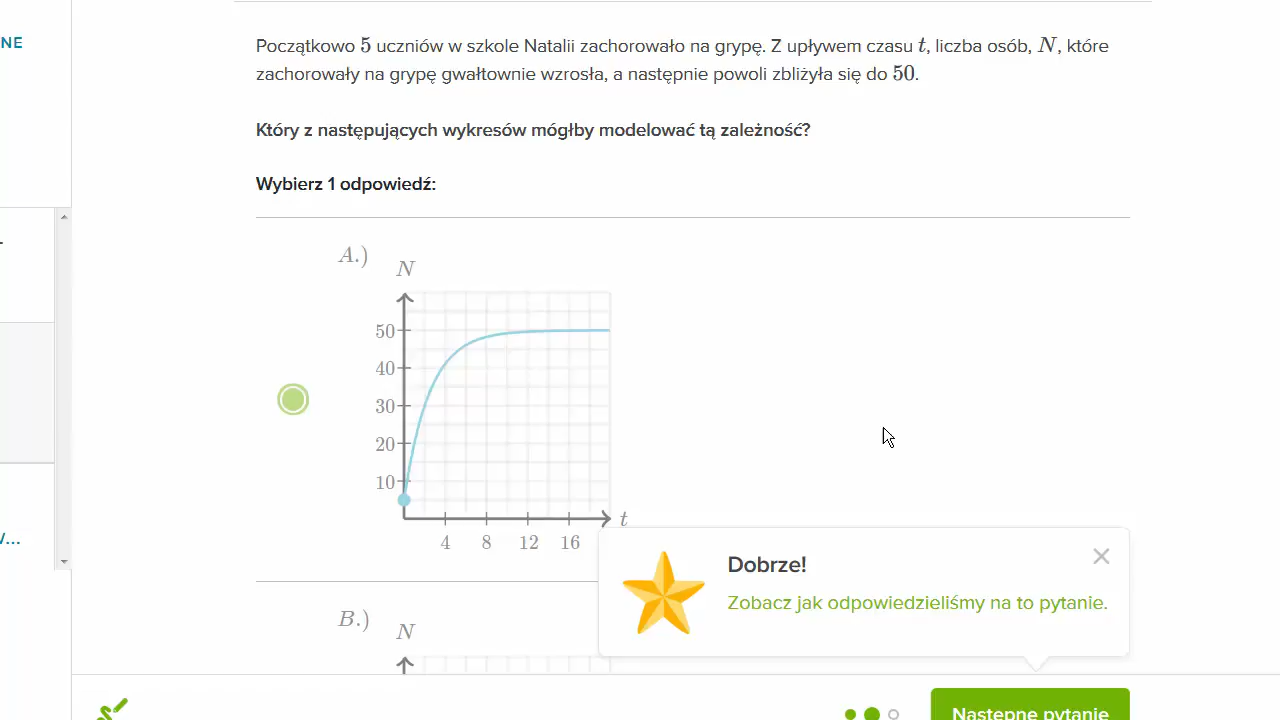 NE
Początkowo 5 uczniów w szkole Natalii zachorowało na grypę. Z upływem czasu t, liczba osób, N, które
zachorowały na grypę gwałtownie wzrosła, a następnie powoli zbliżyła się do 50.
Który z następujących wykresów mógłby modelować tą zależność?
Wybierz 1 odpowiedź:
A.)
N
50
40
30
20
10
t
4 8 12 16
Dobrze!
Zobacz jak odpowiedzieliśmy na to pytanie.
B.)
N
Następne pytanie